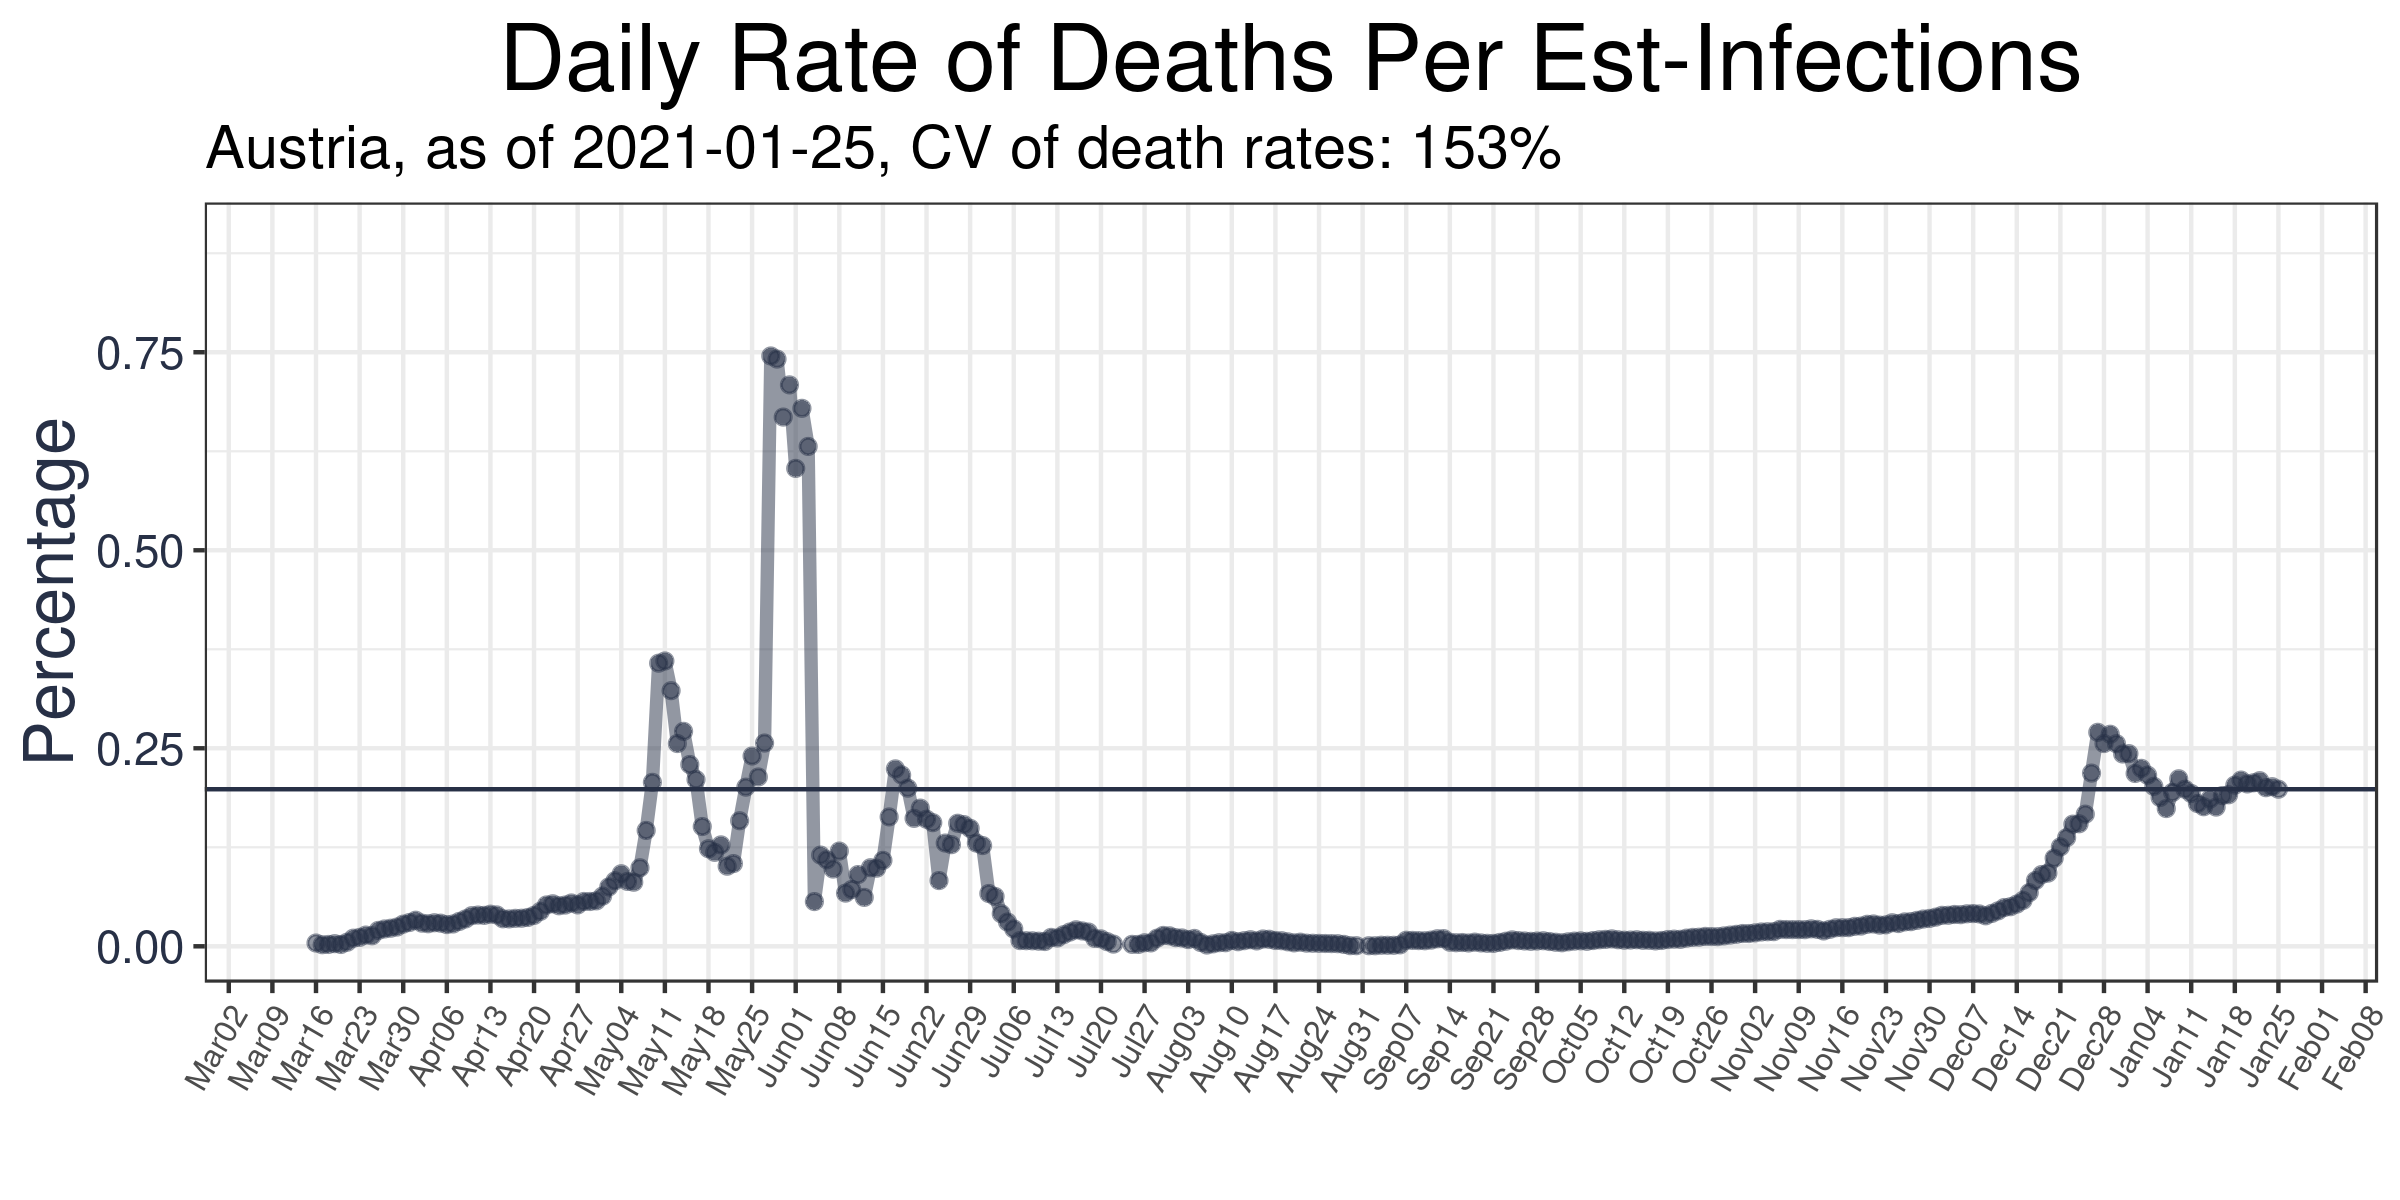 Daily Rate of Deaths Per Est-Infections
Austria, as of 2021-01-25, CV of death rates: 153%
Percentage
0.75
0.50
0.25
0.00
Mar02 Mar09 Mar16 Mar23 Mar30 Apr06 Apr13 Apr20 Apr27 May04 May11 May18 May25 Jun01 Jun08 Jun15 Jun22 Jun29 Jul06 Jul13 Jul20 Jul27 Aug03 Aug10 Aug17 Aug24 Aug31 Sep07 Sep14 Sep21 Sep28 Oct05 Oct12 Oct19 Oct26 Nov02 Nov09 Nov16 Nov23 Nov30 Dec07 Dec14 Dec21 Dec28 Jan04 Jan11 Jan18 Jan25 Feb01 Feb08